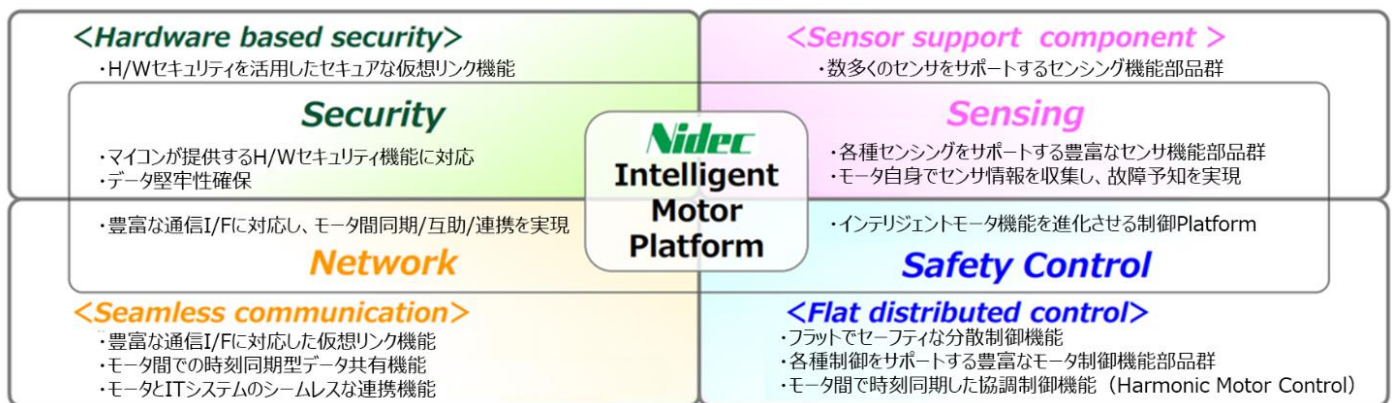 <Hardware based security>
・H/Wセキュリティを活用したセキュアな仮想リンク機能
Security
・マイコンが提供するH/Wセキュリティ機能に対応
・データ堅牢性確保
<Sensor support component >
・数多くのセンサをサポートするセンシング機能部品群
Sensing
・各種センシングをサポートする豊富なセンサ機能部品群
・モータ自身でセンサ情報を収集し、故障予知を実現
Nidec
Intelligent
Motor
Platform
・豊富な通信I/Fに対応し、モータ間同期/互助/連携を実現
Network
<Seamless communication>
・豊富な通信I/Fに対応した仮想リンク機能
・モータ間での時刻同期型データ共有機能
・モータとITシステムのシームレスな連携機能
・インテリジェントモータ機能を進化させる制御Platform
Safety Control
<Flat distributed control>
・フラットでセーフティな分散制御機能
・各種制御をサポートする豊富なモータ制御機能部品群
・モータ間で時刻同期した協調制御機能（Harmonic Motor Control）